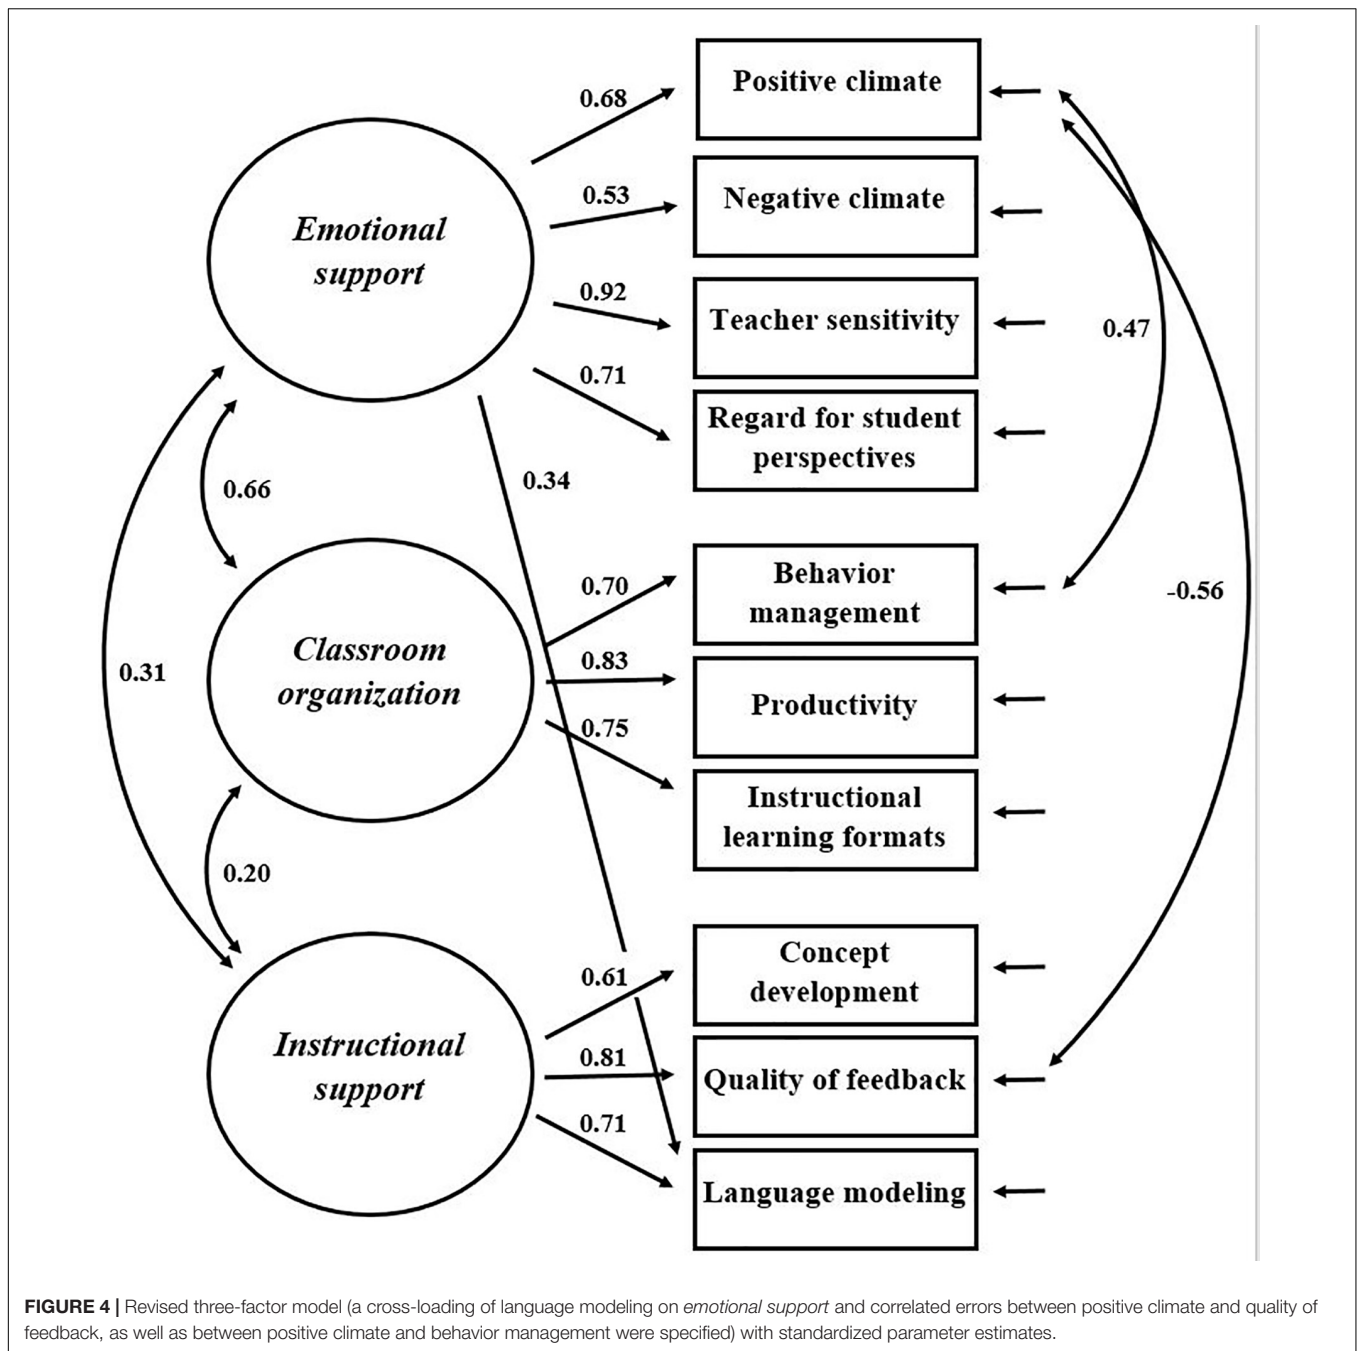 0.68
Positive climate
0.53
Negative climate
Emotional
support
0.92
Teacher sensitivity
0.47
0.71
Regard for student
perspectives
0.66
0.34
0.70
Behavior
management
-0.56
0.31
Classroom
organization
0.83
Productivity
0.75
Instructional
learning formats
0.20
0.61
Concept
development
Instructional
support
0.81
Quality of feedback
0.71
Language modeling
FIGURE 4 | Revised three-factor model (a cross-loading of language modeling on emotional support and correlated errors between positive climate and quality of
feedback, as well as between positive climate and behavior management were specified) with standardized parameter estimates.